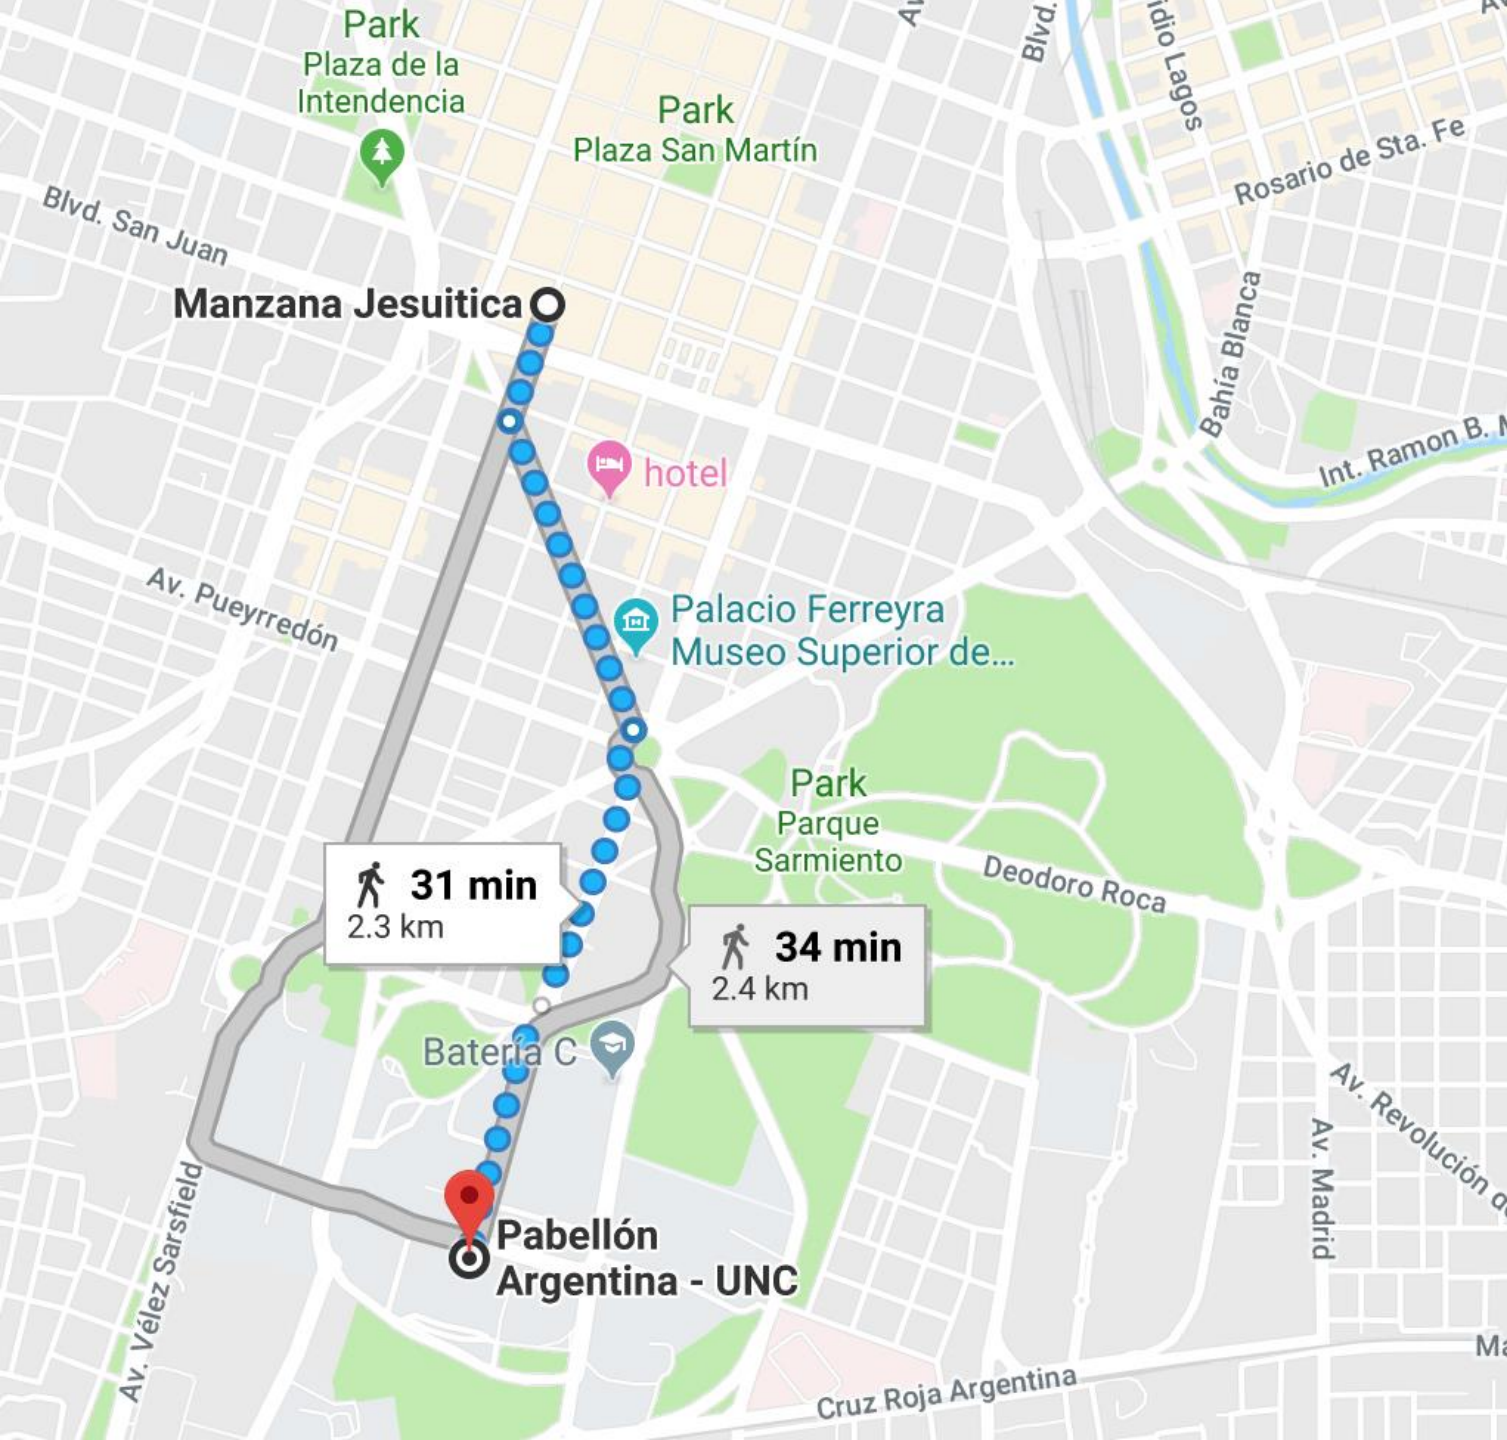 Park
Plaza de la
Intendencia
Park
Plaza San Martín
Blvd.
Rosario de Sta. Fe
Blvd. San Juan
Manzana Jesuitica
Bahía Blanca
Int. Ramon B.
hotel
Av. Pueyrredón
Palacio Ferreyra
Museo Superior de...
Park
Parque
Sarmiento
Deodoro Roca
31 min
2.3 km
34 min
2.4 km
Batería C
Av. Revolución
Av. Madrid
Av. Vélez Sarsfield
Pabellón
Argentina - UNC
Cruz Roja Argentina